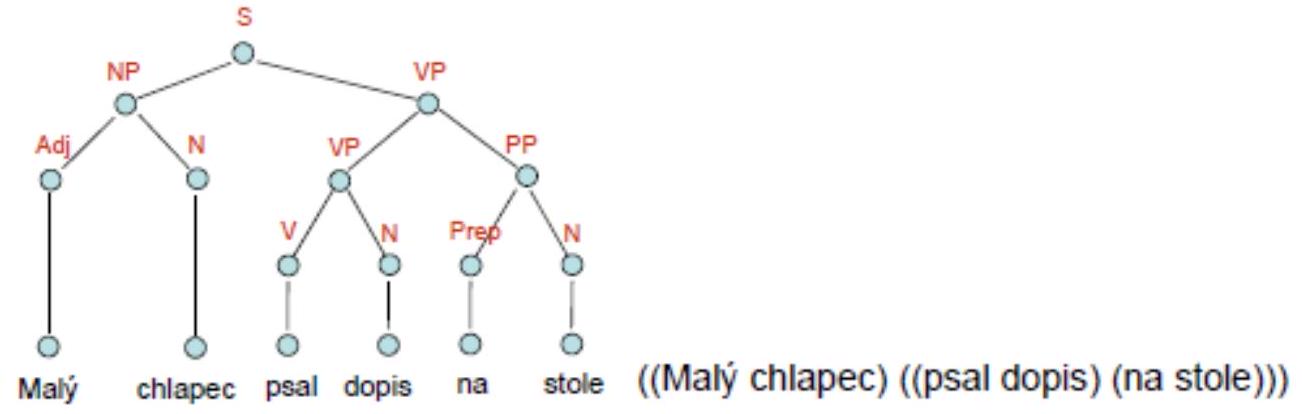 S
NP VP
Adj N VP PP
V N Prep N
Malý chlapec psal dopis na stole ((Malý chlapec) ((psal dopis) (na stole)))